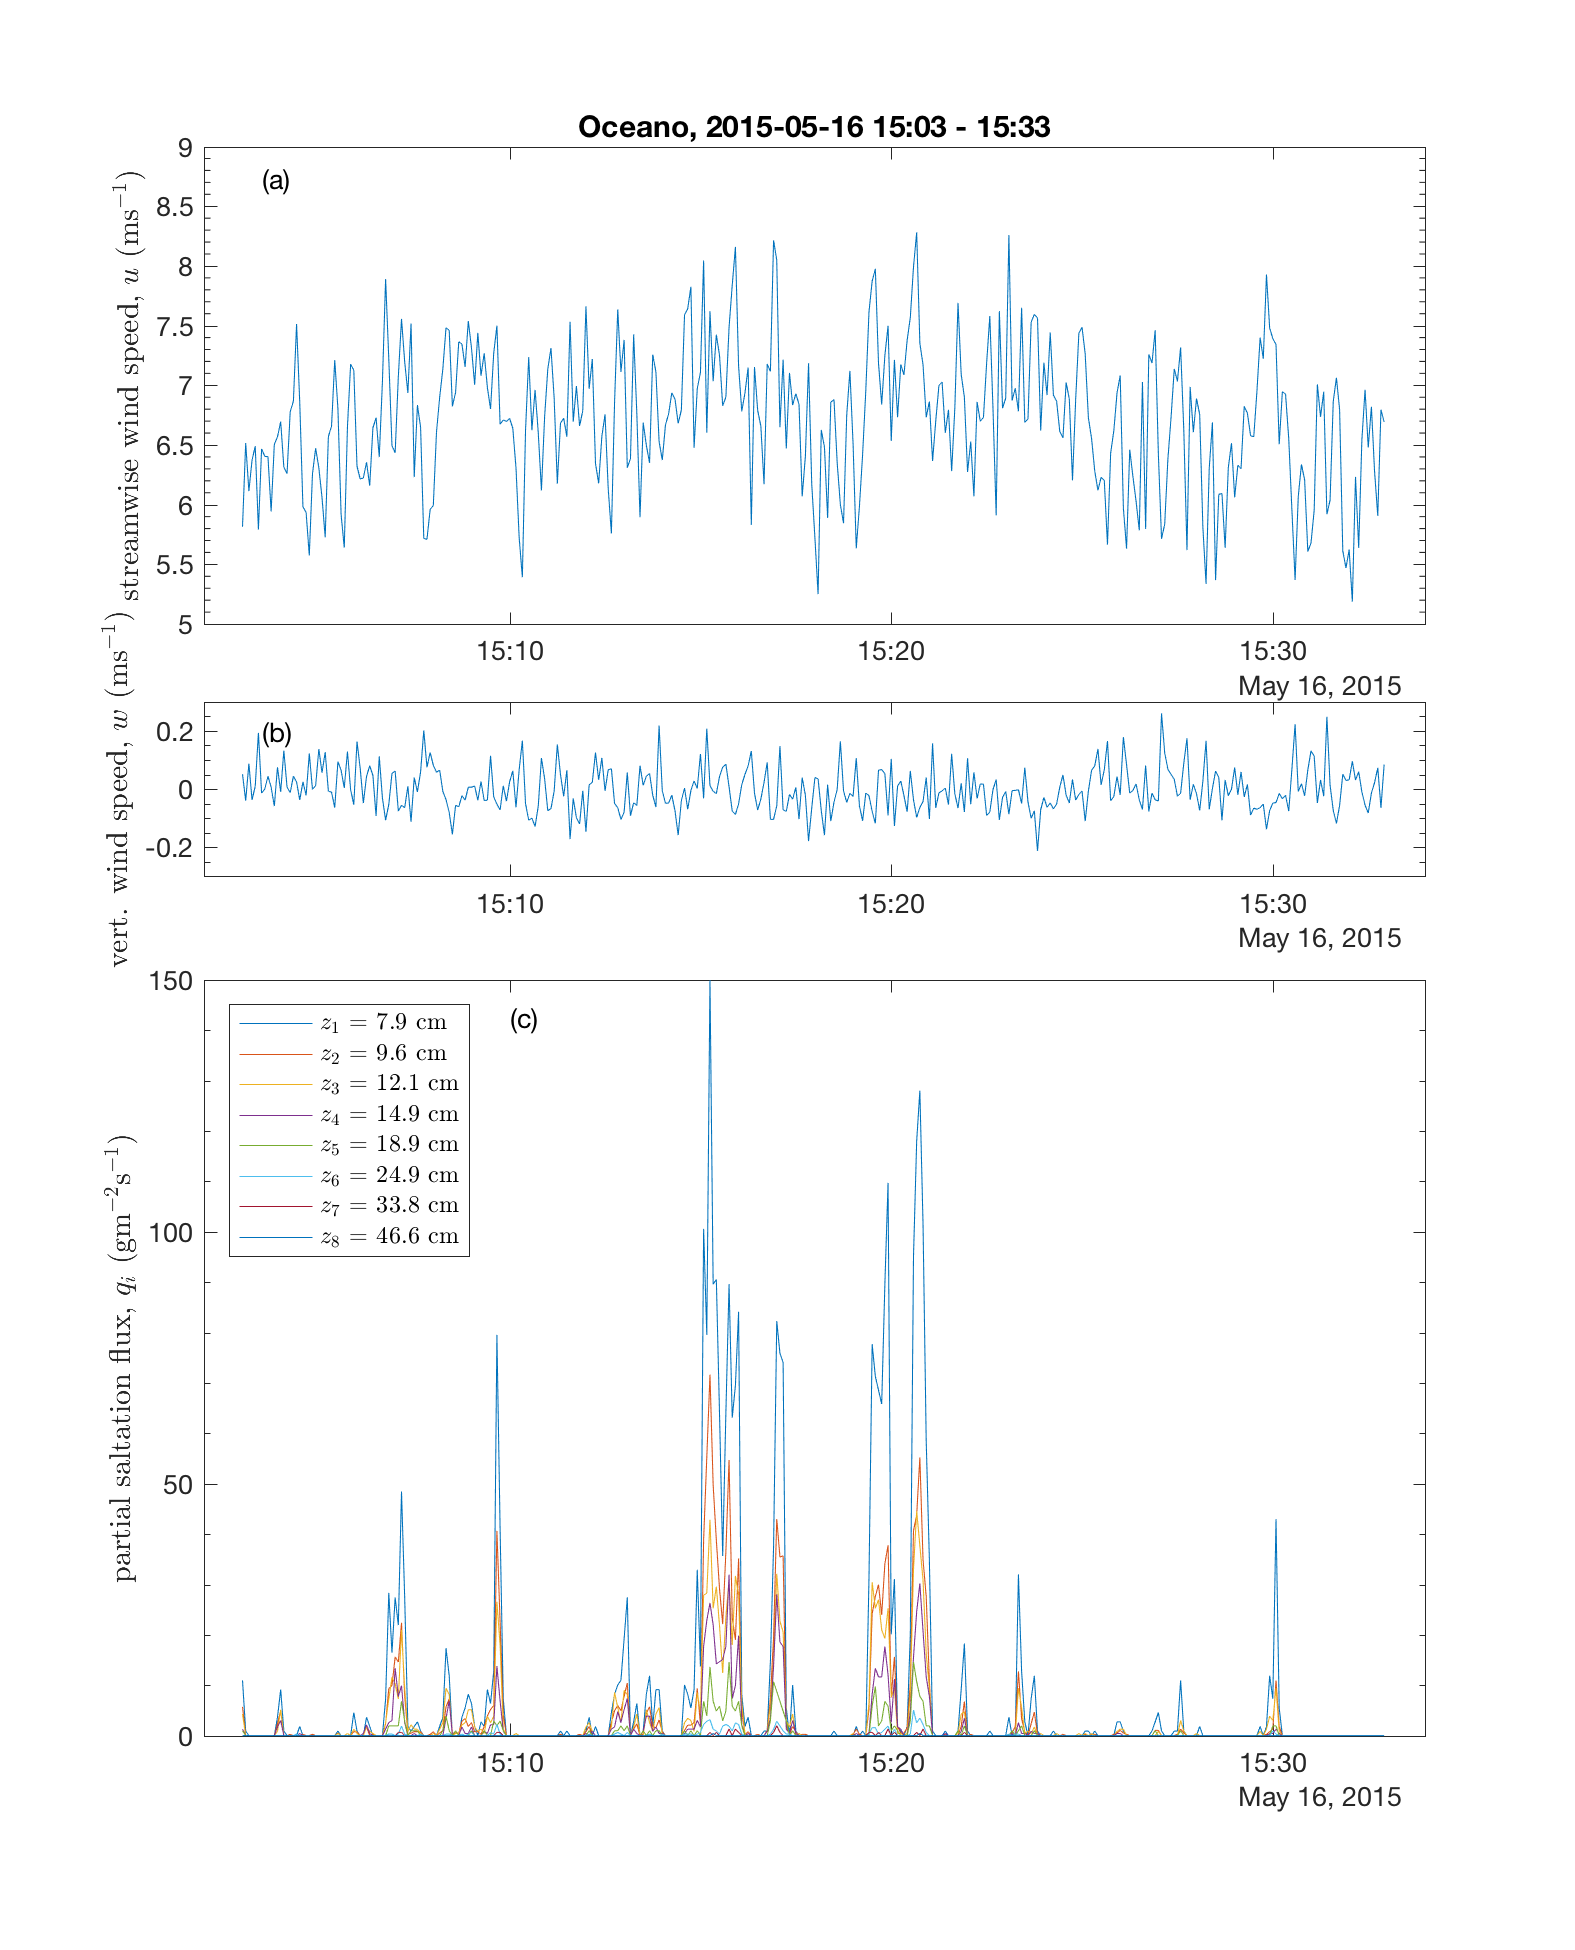 Oceano, 2015-05-16 15:03 - 15:33
streamwise wind speed, u (ms⁻¹)
(a)
9
8.5
8
7.5
7
6.5
6
5.5
5
15:10 15:20 15:30
May 16, 2015
vert. wind speed, w (ms⁻¹)
(b)
0.2
0
-0.2
15:10 15:20 15:30
May 16, 2015
partial saltation flux, qᵢ (gm⁻²s⁻¹)
(c)
150
100
50
0
z₁ = 7.9 cm
z₂ = 9.6 cm
z₃ = 12.1 cm
z₄ = 14.9 cm
z₅ = 18.9 cm
z₆ = 24.9 cm
z₇ = 33.8 cm
z₈ = 46.6 cm
15:10 15:20 15:30
May 16, 2015